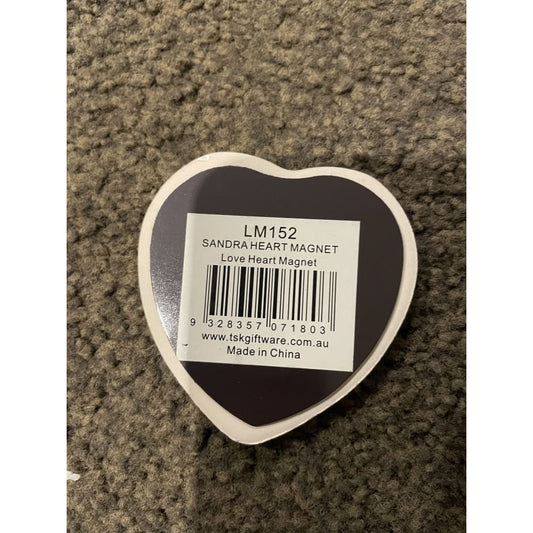 LM152
SANDRA HEART MAGNET
Love Heart Magnet
9 328357 071803
www.tskgiftware.com.au
Made in China